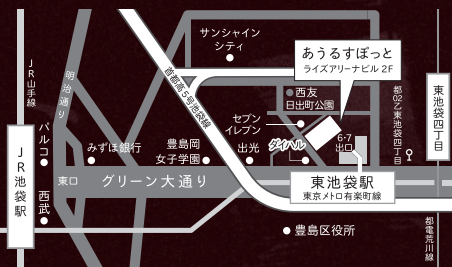 サンシャイン
シティ
あうるすぽっと
ライズアリーナビル 2F
JR山手線
明治通り
首都高5号池袋線
西友
日出町公園
都02乙東池袋四丁目
東池袋四丁目
セブン
イレブン
パルコ
JR池袋駅
みずほ銀行
豊島岡
女子学園
出光
ダイハル
6・7
出口
西武
東口
グリーン大通り
東池袋駅
東京メトロ有楽町線
都電荒川線
豊島区役所